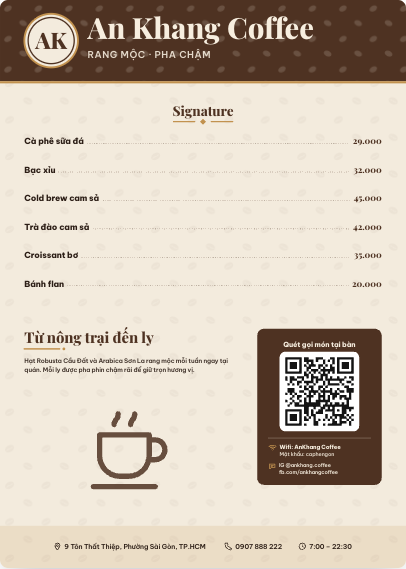 AK
An Khang Coffee
RANG MỘC · PHA CHẬM
Signature
Cà phê sữa đá 29.000
Bạc xỉu 32.000
Cold brew cam sả 45.000
Trà đào cam sả 42.000
Croissant bơ 35.000
Bánh flan 20.000
Từ nông trại đến ly
Hạt Robusta Cầu Đất và Arabica Sơn La rang mộc mỗi tuần ngay tại
quán. Mỗi ly được pha phin chậm rãi để giữ trọn hương vị.
Quét gọi món tại bàn
Wifi: AnKhang Coffee
Mật khẩu: caphengon
IG @ankhang.coffee
fb.com/ankhangcoffee
9 Tôn Thất Thiệp, Phường Sài Gòn, TP.HCM
0907 888 222
7:00 – 22:30